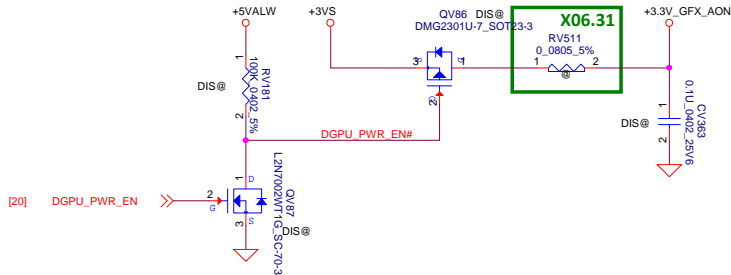 +5VALW
+3VS
QV86 DIS@
DMG2301U-7_SOT23-3
X06.31
RV511
0_0805_5%
@
+3.3V_GFX_AON
1
RV181
100K_0402_5%
DIS@
2
3
S
D
1
G
2
1
2
1
CV363
0.1U_0402_25V6
DIS@
2
DGPU_PWR_EN#
1
D
QV87
L2N7002WT1G_SC-70-3
DIS@
[20] DGPU_PWR_EN
2
G
3
S